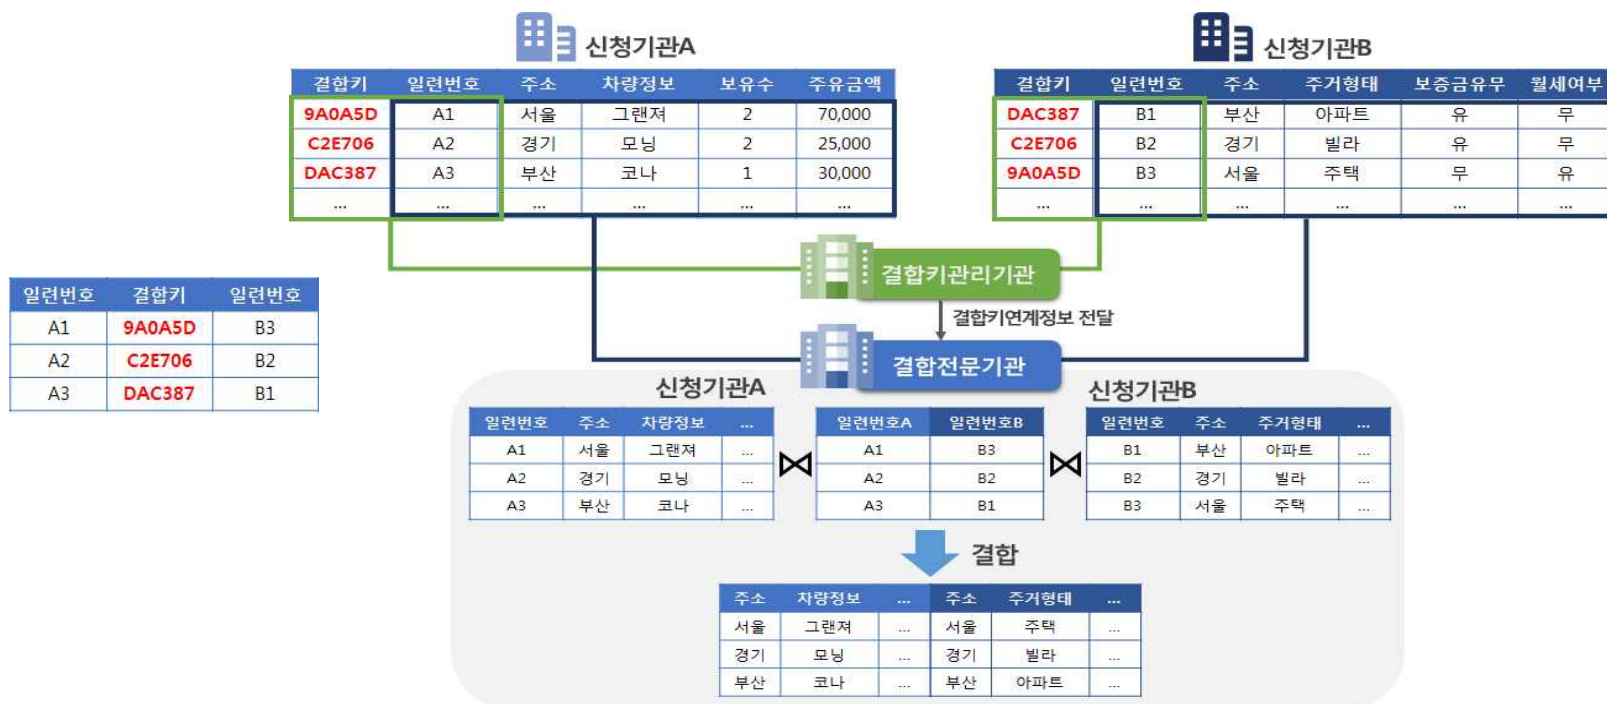 신청기관A
결합키 일련번호 주소 차량정보 보유수 주유금액
9A0A5D A1 서울 그랜져 2 70,000
C2E706 A2 경기 모닝 2 25,000
DAC387 A3 부산 코나 1 30,000
... ... ... ... ... ...
신청기관B
결합키 일련번호 주소 주거형태 보증금유무 월세여부
DAC387 B1 부산 아파트 유 무
C2E706 B2 경기 빌라 유 무
9A0A5D B3 서울 주택 무 유
... ... ... ... ... ...
결합키관리기관
결합키연계정보 전달
결합전문기관
일련번호 결합키 일련번호
A1 9A0A5D B3
A2 C2E706 B2
A3 DAC387 B1
신청기관A
일련번호 주소 차량정보 ...
A1 서울 그랜져 ...
A2 경기 모닝 ...
A3 부산 코나 ...
일련번호A 일련번호B
A1 B3
A2 B2
A3 B1
신청기관B
일련번호 주소 주거형태 ...
B1 부산 아파트 ...
B2 경기 빌라 ...
B3 서울 주택 ...
결합
주소 차량정보 ... 주소 주거형태 ...
서울 그랜져 ... 서울 주택 ...
경기 모닝 ... 경기 빌라 ...
부산 코나 ... 부산 아파트 ...